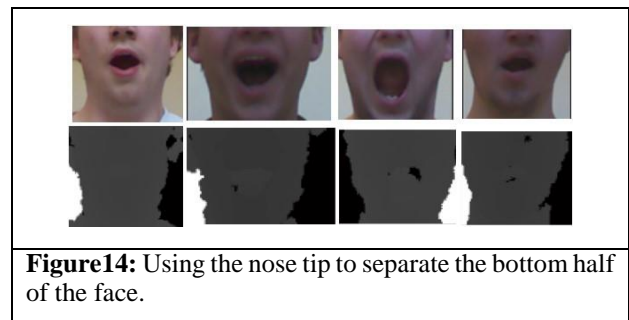 Figure14: Using the nose tip to separate the bottom half
of the face.